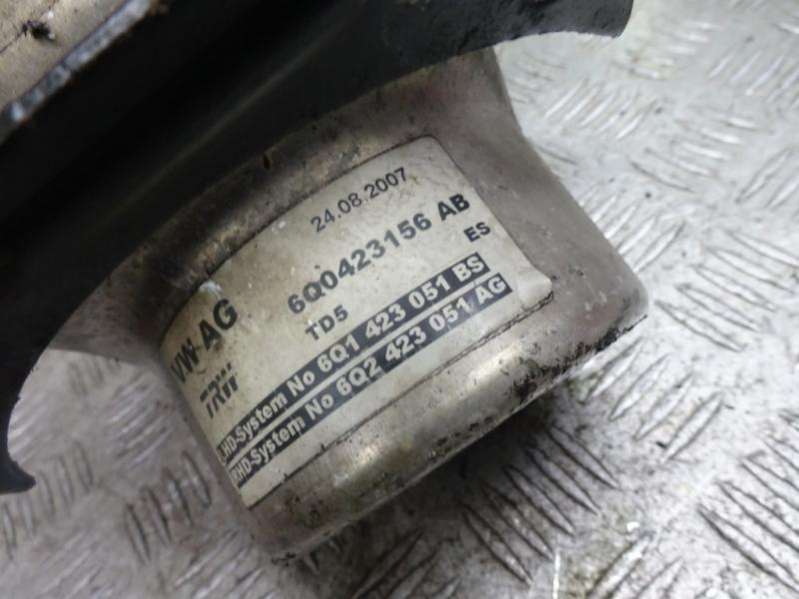 24.08.2007
VW-AG 6Q0423156 AB
TRW TD5 ES
LHD-System No 6Q1 423 051 BS
RHD-System No 6Q2 423 051 AG